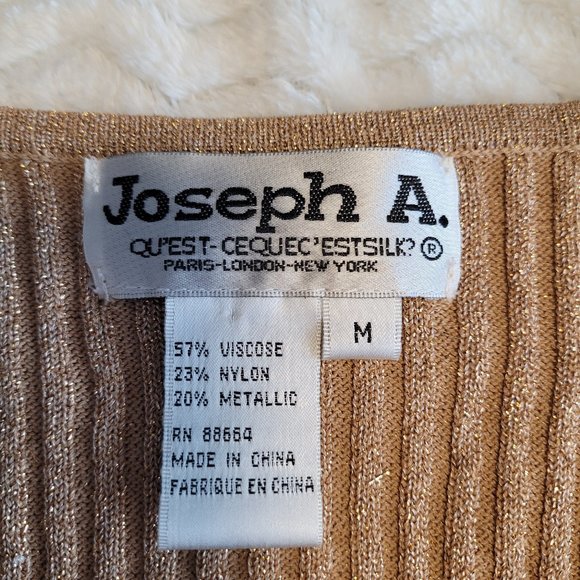 Joseph A.
QU'EST-CEQUEC'ESTSILK? ®
PARIS-LONDON-NEW YORK
M
57% VISCOSE
23% NYLON
20% METALLIC
RN 88664
MADE IN CHINA
FABRIQUE EN CHINA